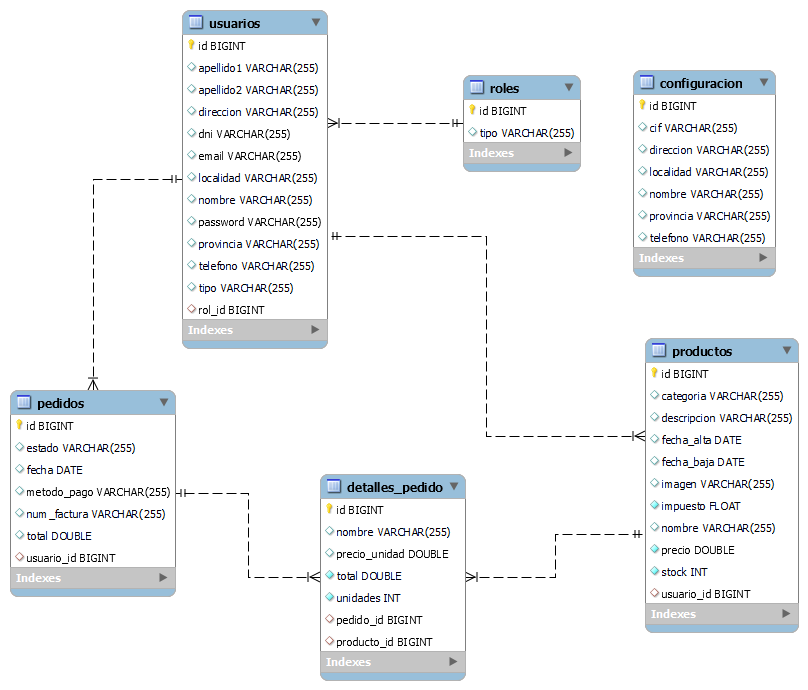 usuarios
id BIGINT
apellido1 VARCHAR(255)
apellido2 VARCHAR(255)
direccion VARCHAR(255)
dni VARCHAR(255)
email VARCHAR(255)
localidad VARCHAR(255)
nombre VARCHAR(255)
password VARCHAR(255)
provincia VARCHAR(255)
telefono VARCHAR(255)
tipo VARCHAR(255)
rol_id BIGINT
Indexes
roles
id BIGINT
tipo VARCHAR(255)
Indexes
configuracion
id BIGINT
cif VARCHAR(255)
direccion VARCHAR(255)
localidad VARCHAR(255)
nombre VARCHAR(255)
provincia VARCHAR(255)
telefono VARCHAR(255)
Indexes
pedidos
id BIGINT
estado VARCHAR(255)
fecha DATE
metodo_pago VARCHAR(255)
num_factura VARCHAR(255)
total DOUBLE
usuario_id BIGINT
Indexes
detalles_pedido
id BIGINT
nombre VARCHAR(255)
precio_unidad DOUBLE
total DOUBLE
unidades INT
pedido_id BIGINT
producto_id BIGINT
Indexes
productos
id BIGINT
categoria VARCHAR(255)
descripcion VARCHAR(255)
fecha_alta DATE
fecha_baja DATE
imagen VARCHAR(255)
impuesto FLOAT
nombre VARCHAR(255)
precio DOUBLE
stock INT
usuario_id BIGINT
Indexes